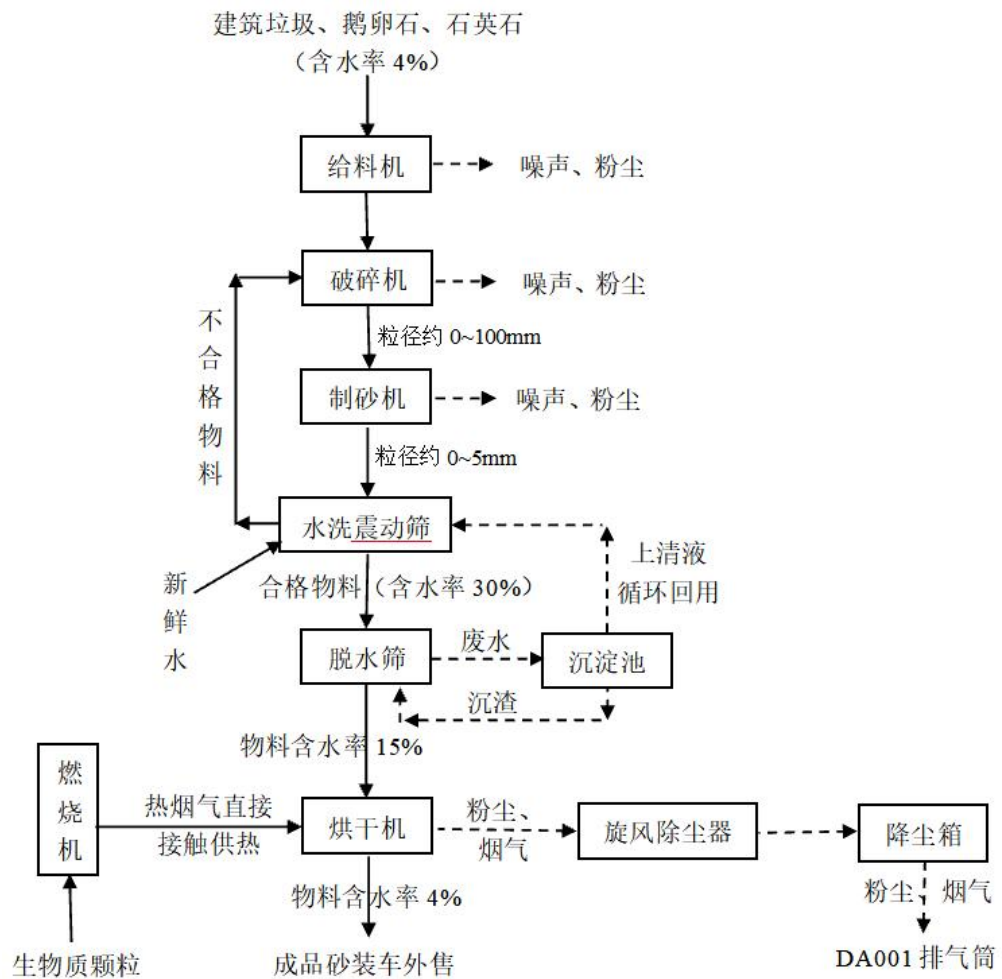 建筑垃圾、鹅卵石、石英石
（含水率 4%）
给料机
噪声、粉尘
破碎机
噪声、粉尘
不合格物料
粒径约 0~100mm
制砂机
噪声、粉尘
粒径约 0~5mm
水洗震动筛
上清液
循环回用
新鲜水
合格物料（含水率 30%）
脱水筛
废水
沉淀池
沉渣
物料含水率 15%
燃烧机
热烟气直接
接触供热
烘干机
粉尘、
烟气
旋风除尘器
降尘箱
物料含水率 4%
粉尘、烟气
生物质颗粒
成品砂装车外售
DA001 排气筒